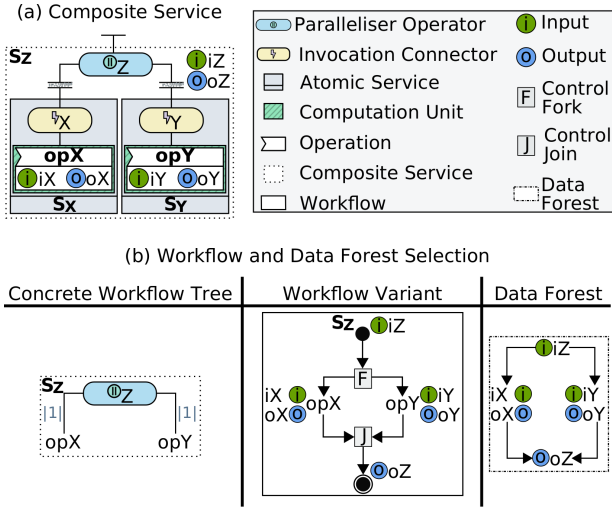 (a) Composite Service
Sz
Z
i iZ
o oZ
X
Y
opX
opY
i iX o oX
i iY o oY
Sx
Sy
Paralleliser Operator
Invocation Connector
Atomic Service
Computation Unit
Operation
Composite Service
Workflow
i Input
o Output
F Control
Fork
J Control
Join
Data
Forest
(b) Workflow and Data Forest Selection
Concrete Workflow Tree
Workflow Variant
Data Forest
Sz
Z
|1|
|1|
opX
opY
Sz i iZ
F
iX i
oX o
opX
opY
i iY
o oY
J
o oZ
i iZ
iX i
oX o
i iY
o oY
o oZ